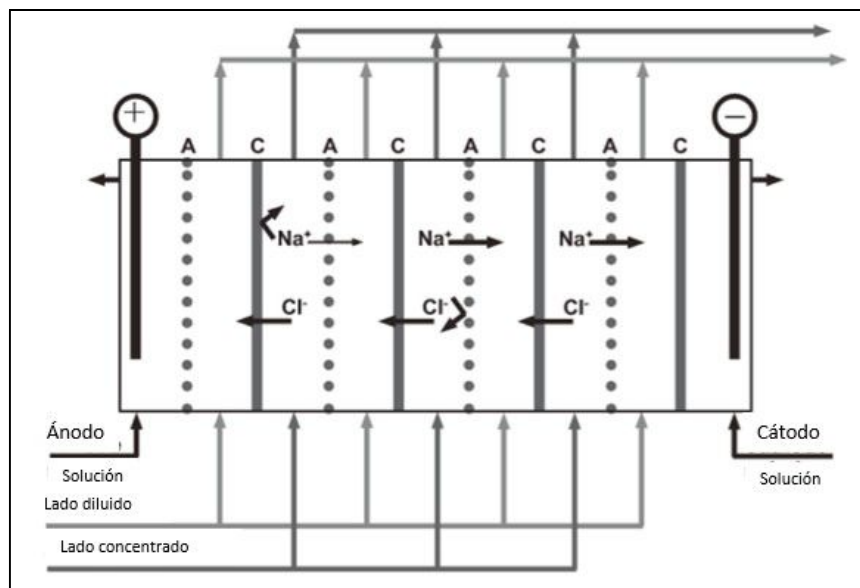 +
−
A C A C A C A C
Na⁺ Na⁺ Na⁺
Cl⁻ Cl⁻ Cl⁻
Ánodo
Cátodo
Solución
Solución
Lado diluido
Lado concentrado